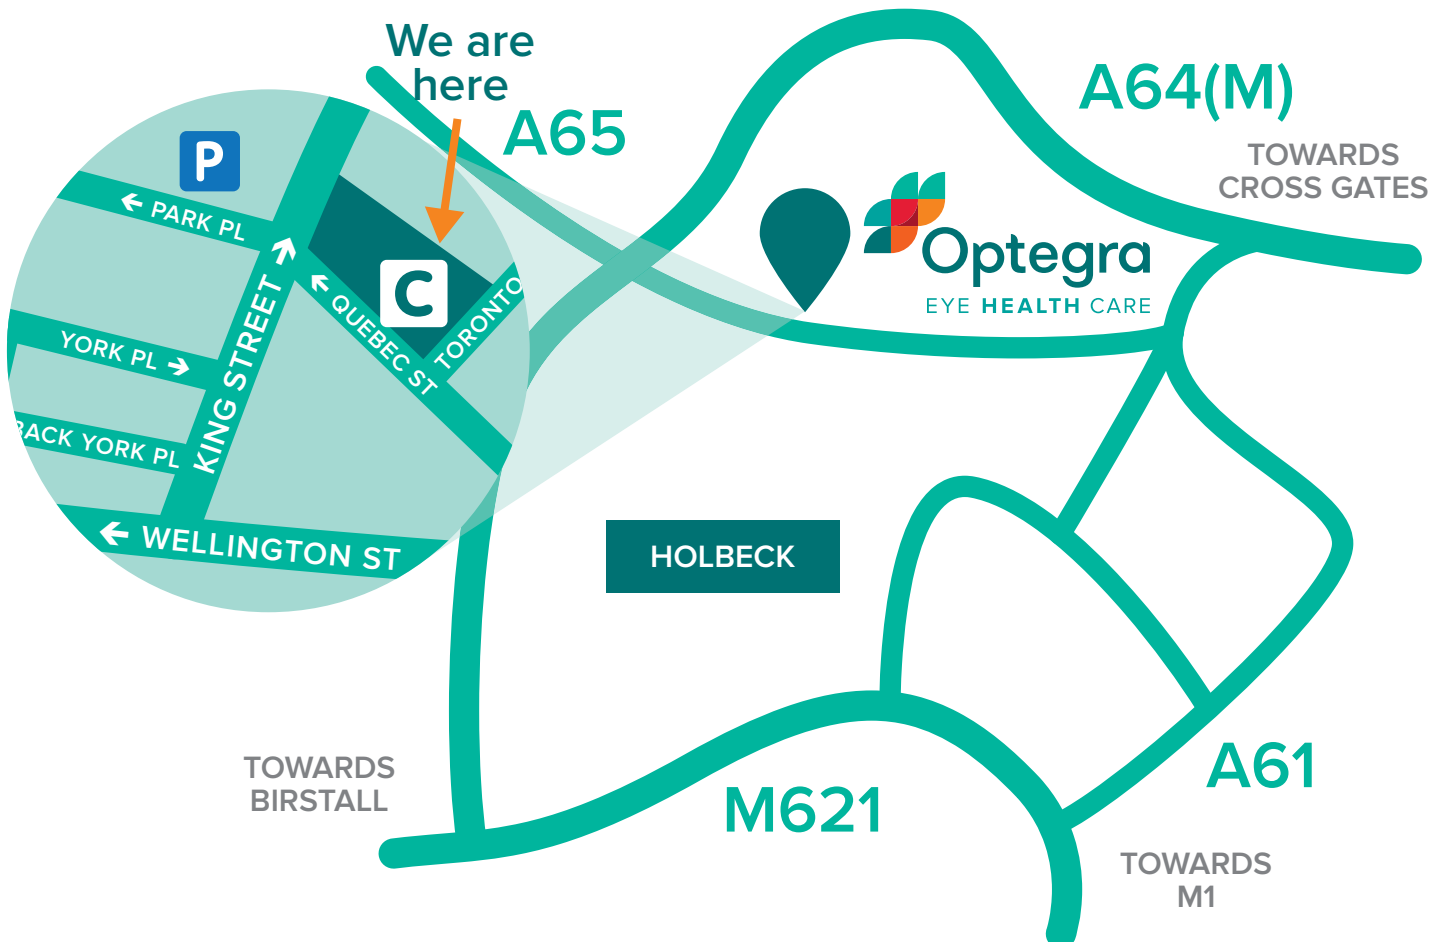 We are
here
A65
A64(M)
TOWARDS
CROSS GATES
P
← PARK PL
Optegra
EYE HEALTH CARE
C
← QUEBEC ST
TORONTO
KING STREET →
YORK PL →
BACK YORK PL
← WELLINGTON ST
HOLBECK
TOWARDS
BIRSTALL
M621
A61
TOWARDS
M1